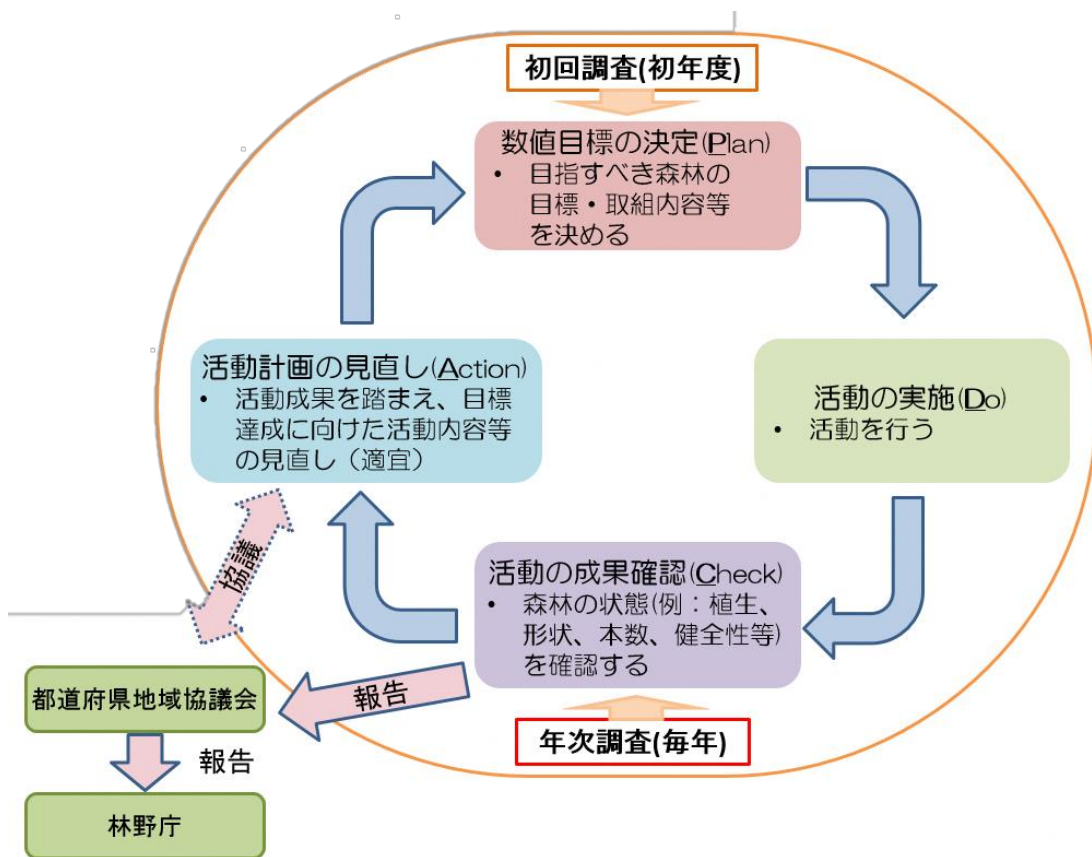 初回調査(初年度)
数値目標の決定(Plan)
• 目指すべき森林の
目標・取組内容等
を決める
活動計画の見直し(Action)
• 活動成果を踏まえ、目標
達成に向けた活動内容等
の見直し（適宜）
活動の実施(Do)
• 活動を行う
活動の成果確認(Check)
• 森林の状態(例：植生、
形状、本数、健全性等)
を確認する
協議
報告
年次調査(毎年)
都道府県地域協議会
報告
林野庁